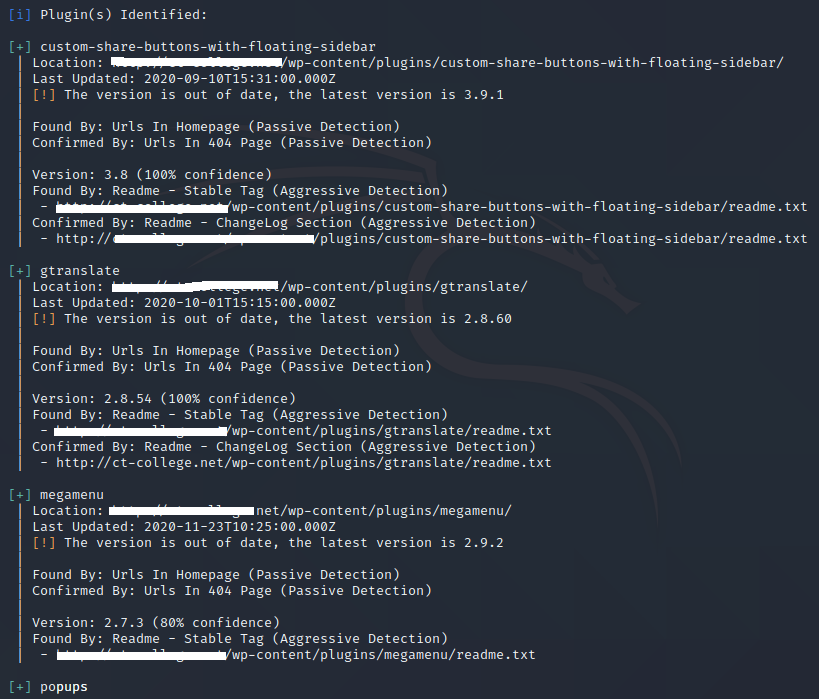 [i] Plugin(s) Identified:
[+] custom-share-buttons-with-floating-sidebar
| Location: /wp-content/plugins/custom-share-buttons-with-floating-sidebar/
| Last Updated: 2020-09-10T15:31:00.000Z
| [!] The version is out of date, the latest version is 3.9.1
|
| Found By: Urls In Homepage (Passive Detection)
| Confirmed By: Urls In 404 Page (Passive Detection)
|
| Version: 3.8 (100% confidence)
| Found By: Readme - Stable Tag (Aggressive Detection)
| - /wp-content/plugins/custom-share-buttons-with-floating-sidebar/readme.txt
| Confirmed By: Readme - ChangeLog Section (Aggressive Detection)
| - http:///plugins/custom-share-buttons-with-floating-sidebar/readme.txt
[+] gtranslate
| Location: /wp-content/plugins/gtranslate/
| Last Updated: 2020-10-01T15:15:00.000Z
| [!] The version is out of date, the latest version is 2.8.60
|
| Found By: Urls In Homepage (Passive Detection)
| Confirmed By: Urls In 404 Page (Passive Detection)
|
| Version: 2.8.54 (100% confidence)
| Found By: Readme - Stable Tag (Aggressive Detection)
| - /wp-content/plugins/gtranslate/readme.txt
| Confirmed By: Readme - ChangeLog Section (Aggressive Detection)
| - http://ct-college.net/wp-content/plugins/gtranslate/readme.txt
[+] megamenu
| Location: net/wp-content/plugins/megamenu/
| Last Updated: 2020-11-23T10:25:00.000Z
| [!] The version is out of date, the latest version is 2.9.2
|
| Found By: Urls In Homepage (Passive Detection)
| Confirmed By: Urls In 404 Page (Passive Detection)
|
| Version: 2.7.3 (80% confidence)
| Found By: Readme - Stable Tag (Aggressive Detection)
| - /wp-content/plugins/megamenu/readme.txt
[+] popups